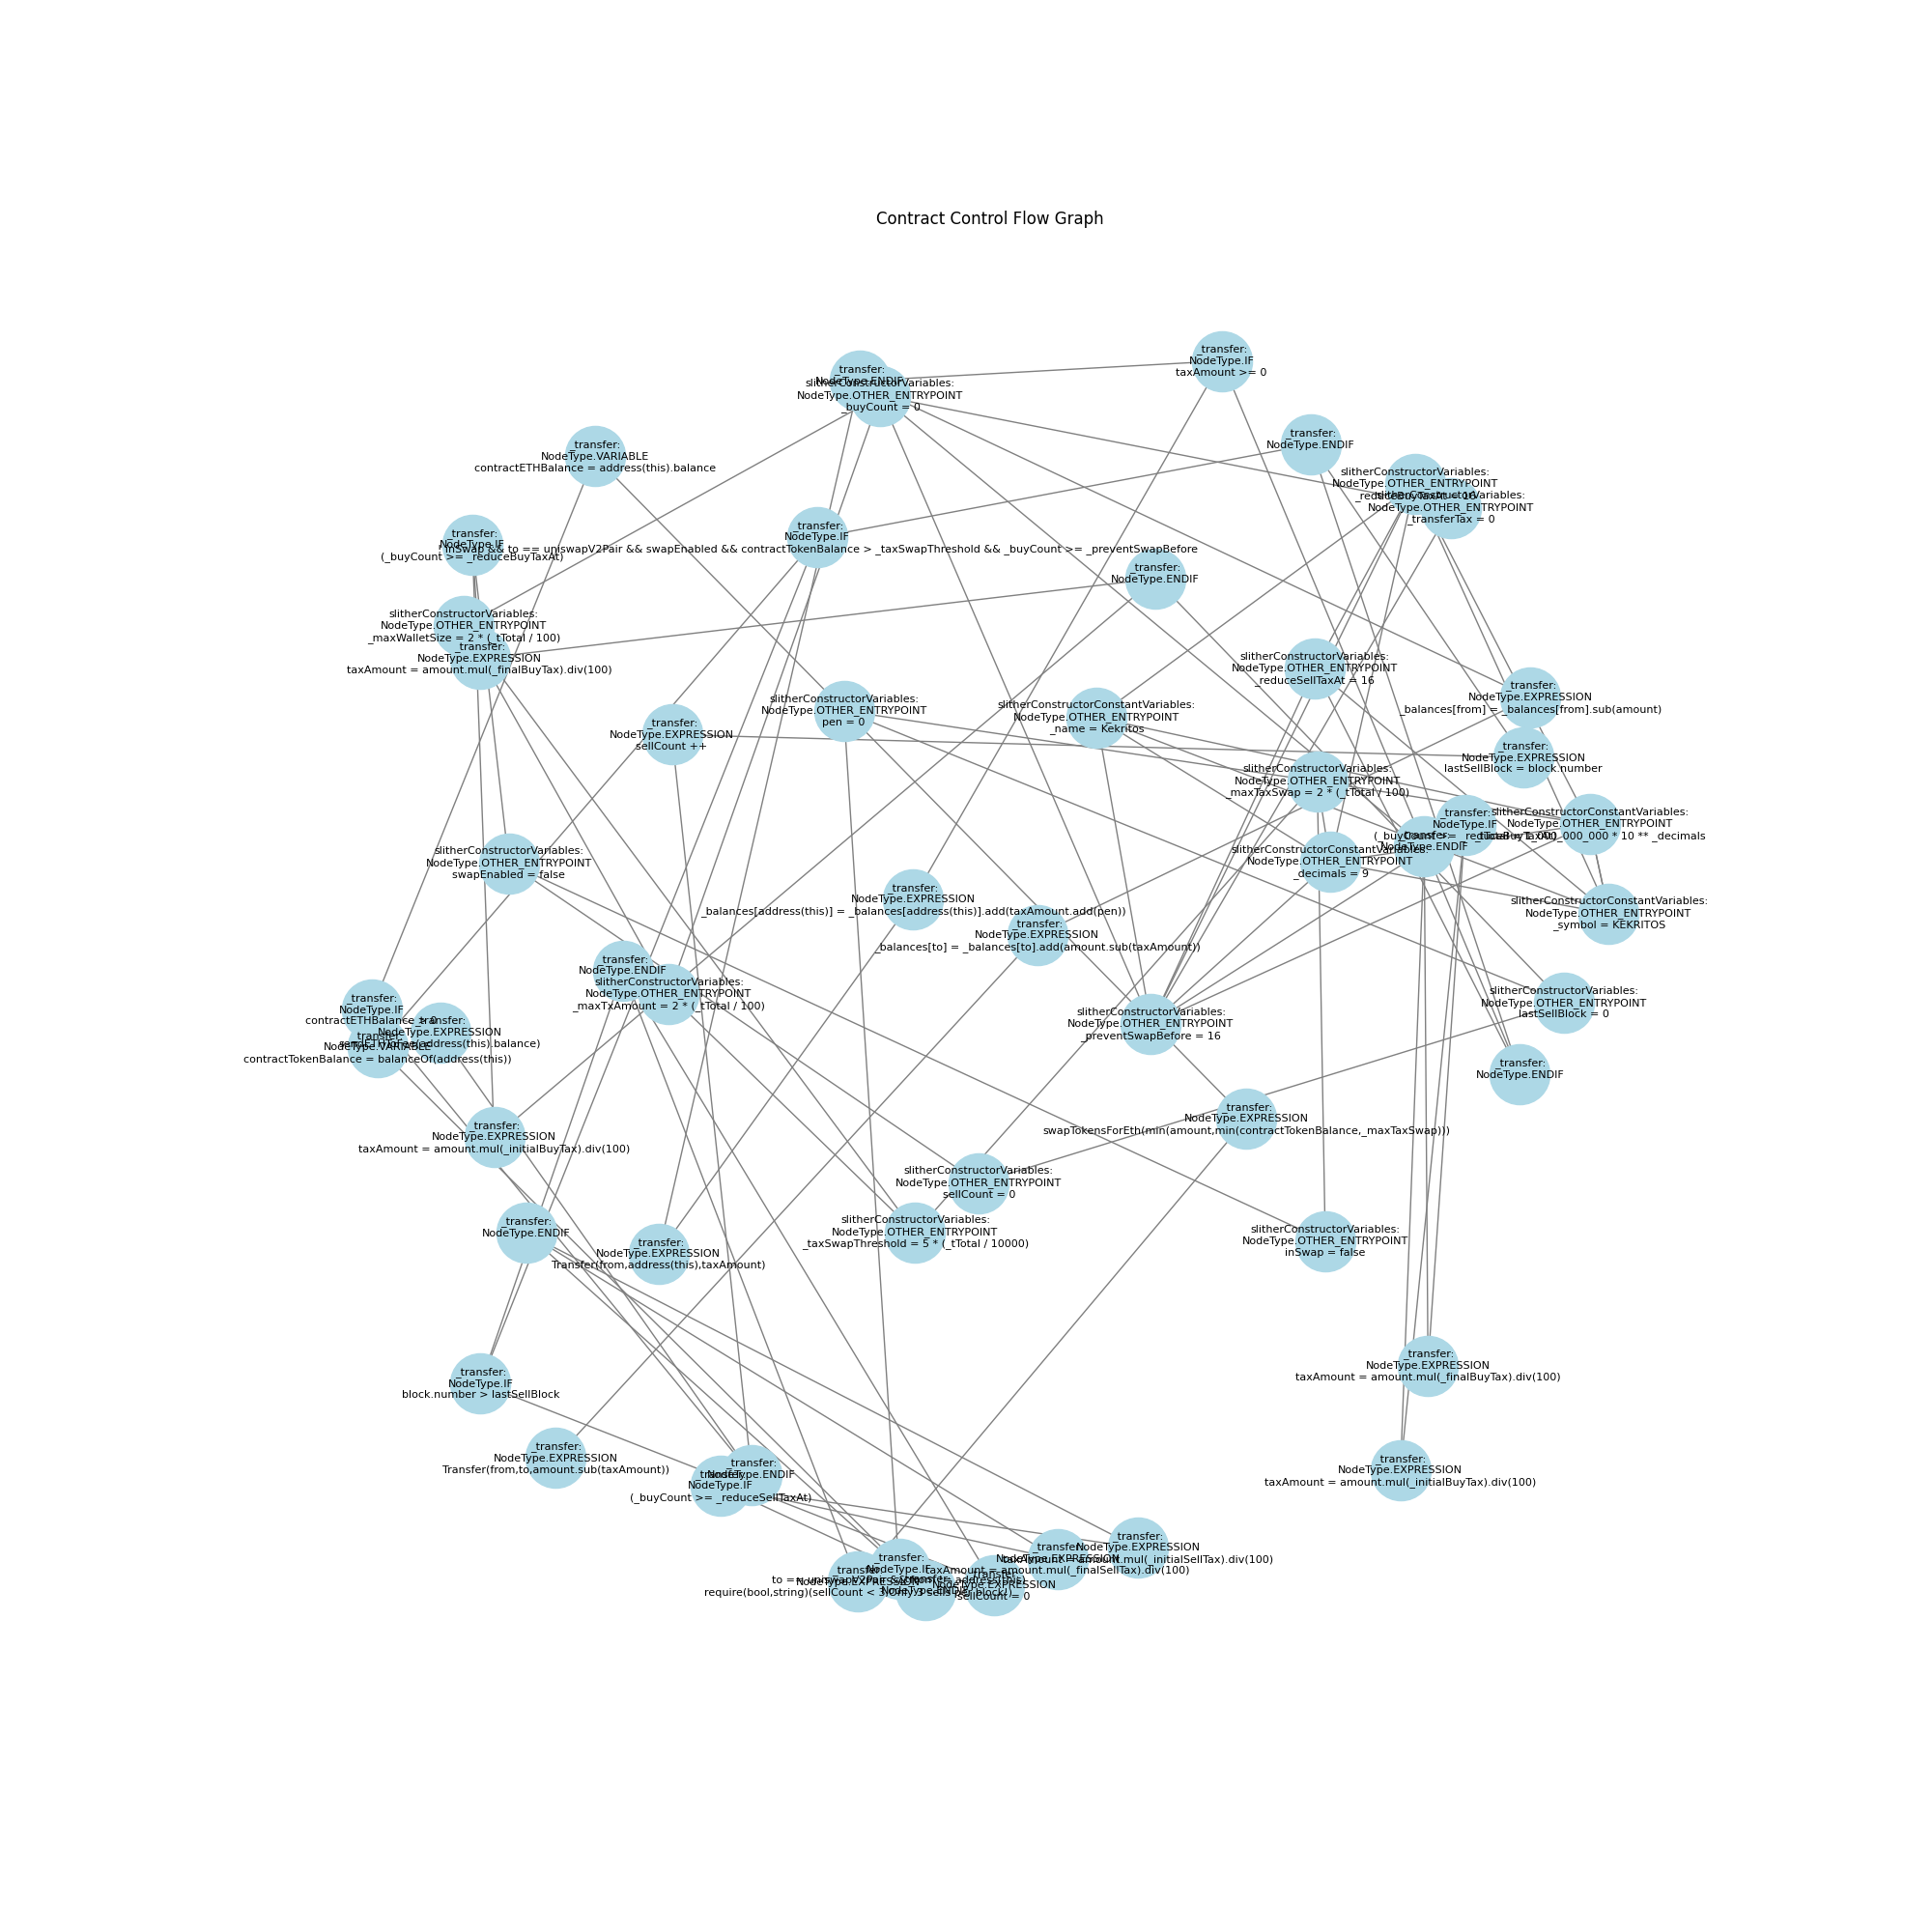 Contract Control Flow Graph
_transfer:
NodeType.IF
taxAmount >= 0
_transfer:
NodeType.ENDIF
slitherConstructorVariables:
NodeType.OTHER_ENTRYPOINT
_buyCount = 0
_transfer:
NodeType.ENDIF
_transfer:
NodeType.VARIABLE
contractETHBalance = address(this).balance
slitherConstructorVariables:
NodeType.OTHER_ENTRYPOINT
_reduceBuyTaxAt = 16
slitherConstructorVariables:
NodeType.OTHER_ENTRYPOINT
_transferTax = 0
_transfer:
NodeType.IF
(_buyCount >= _reduceBuyTaxAt)
_transfer:
NodeType.IF
! inSwap && to == uniswapV2Pair && swapEnabled && contractTokenBalance > _taxSwapThreshold && _buyCount >= _preventSwapBefore
_transfer:
NodeType.ENDIF
slitherConstructorVariables:
NodeType.OTHER_ENTRYPOINT
_maxWalletSize = 2 * (_tTotal / 100)
_transfer:
NodeType.EXPRESSION
taxAmount = amount.mul(_finalBuyTax).div(100)
slitherConstructorVariables:
NodeType.OTHER_ENTRYPOINT
_reduceSellTaxAt = 16
_transfer:
NodeType.EXPRESSION
_balances[from] = _balances[from].sub(amount)
slitherConstructorVariables:
NodeType.OTHER_ENTRYPOINT
pen = 0
slitherConstructorConstantVariables:
NodeType.OTHER_ENTRYPOINT
_name = Kekritos
_transfer:
NodeType.EXPRESSION
sellCount ++
_transfer:
NodeType.EXPRESSION
lastSellBlock = block.number
slitherConstructorVariables:
NodeType.OTHER_ENTRYPOINT
_maxTaxSwap = 2 * (_tTotal / 100)
_transfer:
NodeType.IF
(_buyCount >= _reduceBuyTaxAt)
slitherConstructorConstantVariables:
NodeType.OTHER_ENTRYPOINT
_000_000 * 10 ** _decimals
_transfer:
NodeType.ENDIF
slitherConstructorConstantVariables:
NodeType.OTHER_ENTRYPOINT
_decimals = 9
slitherConstructorVariables:
NodeType.OTHER_ENTRYPOINT
swapEnabled = false
_transfer:
NodeType.EXPRESSION
_balances[address(this)] = _balances[address(this)].add(taxAmount.add(pen))
slitherConstructorConstantVariables:
NodeType.OTHER_ENTRYPOINT
_symbol = KEKRITOS
_transfer:
NodeType.EXPRESSION
_balances[to] = _balances[to].add(amount.sub(taxAmount))
_transfer:
NodeType.ENDIF
slitherConstructorVariables:
NodeType.OTHER_ENTRYPOINT
_maxTxAmount = 2 * (_tTotal / 100)
slitherConstructorVariables:
NodeType.OTHER_ENTRYPOINT
lastSellBlock = 0
_transfer:
NodeType.IF
contractETHBalance > 0
_transfer:
NodeType.EXPRESSION
(address(this).balance)
_transfer:
NodeType.VARIABLE
contractTokenBalance = balanceOf(address(this))
slitherConstructorVariables:
NodeType.OTHER_ENTRYPOINT
_preventSwapBefore = 16
_transfer:
NodeType.ENDIF
_transfer:
NodeType.EXPRESSION
swapTokensForEth(min(amount,min(contractTokenBalance,_maxTaxSwap)))
_transfer:
NodeType.EXPRESSION
taxAmount = amount.mul(_initialBuyTax).div(100)
slitherConstructorVariables:
NodeType.OTHER_ENTRYPOINT
sellCount = 0
_transfer:
NodeType.ENDIF
slitherConstructorVariables:
NodeType.OTHER_ENTRYPOINT
_taxSwapThreshold = 5 * (_tTotal / 10000)
slitherConstructorVariables:
NodeType.OTHER_ENTRYPOINT
inSwap = false
_transfer:
NodeType.EXPRESSION
Transfer(from,address(this),taxAmount)
_transfer:
NodeType.EXPRESSION
taxAmount = amount.mul(_finalBuyTax).div(100)
_transfer:
NodeType.IF
block.number > lastSellBlock
_transfer:
NodeType.EXPRESSION
Transfer(from,to,amount.sub(taxAmount))
_transfer:
NodeType.ENDIF
_transfer:
NodeType.IF
(_buyCount >= _reduceSellTaxAt)
_transfer:
NodeType.EXPRESSION
taxAmount = amount.mul(_initialBuyTax).div(100)
_transfer:
NodeType.EXPRESSION
taxAmount = amount.mul(_initialSellTax).div(100)
_transfer:
NodeType.EXPRESSION
taxAmount = amount.mul(_finalSellTax).div(100)
_transfer:
NodeType.IF
to == uniswapV2Pair && from != address(this)
_transfer:
NodeType.EXPRESSION
require(bool,string)(sellCount < 3,Only 3 sells per block!)
_transfer:
NodeType.ENDIF
_transfer:
NodeType.EXPRESSION
sellCount = 0